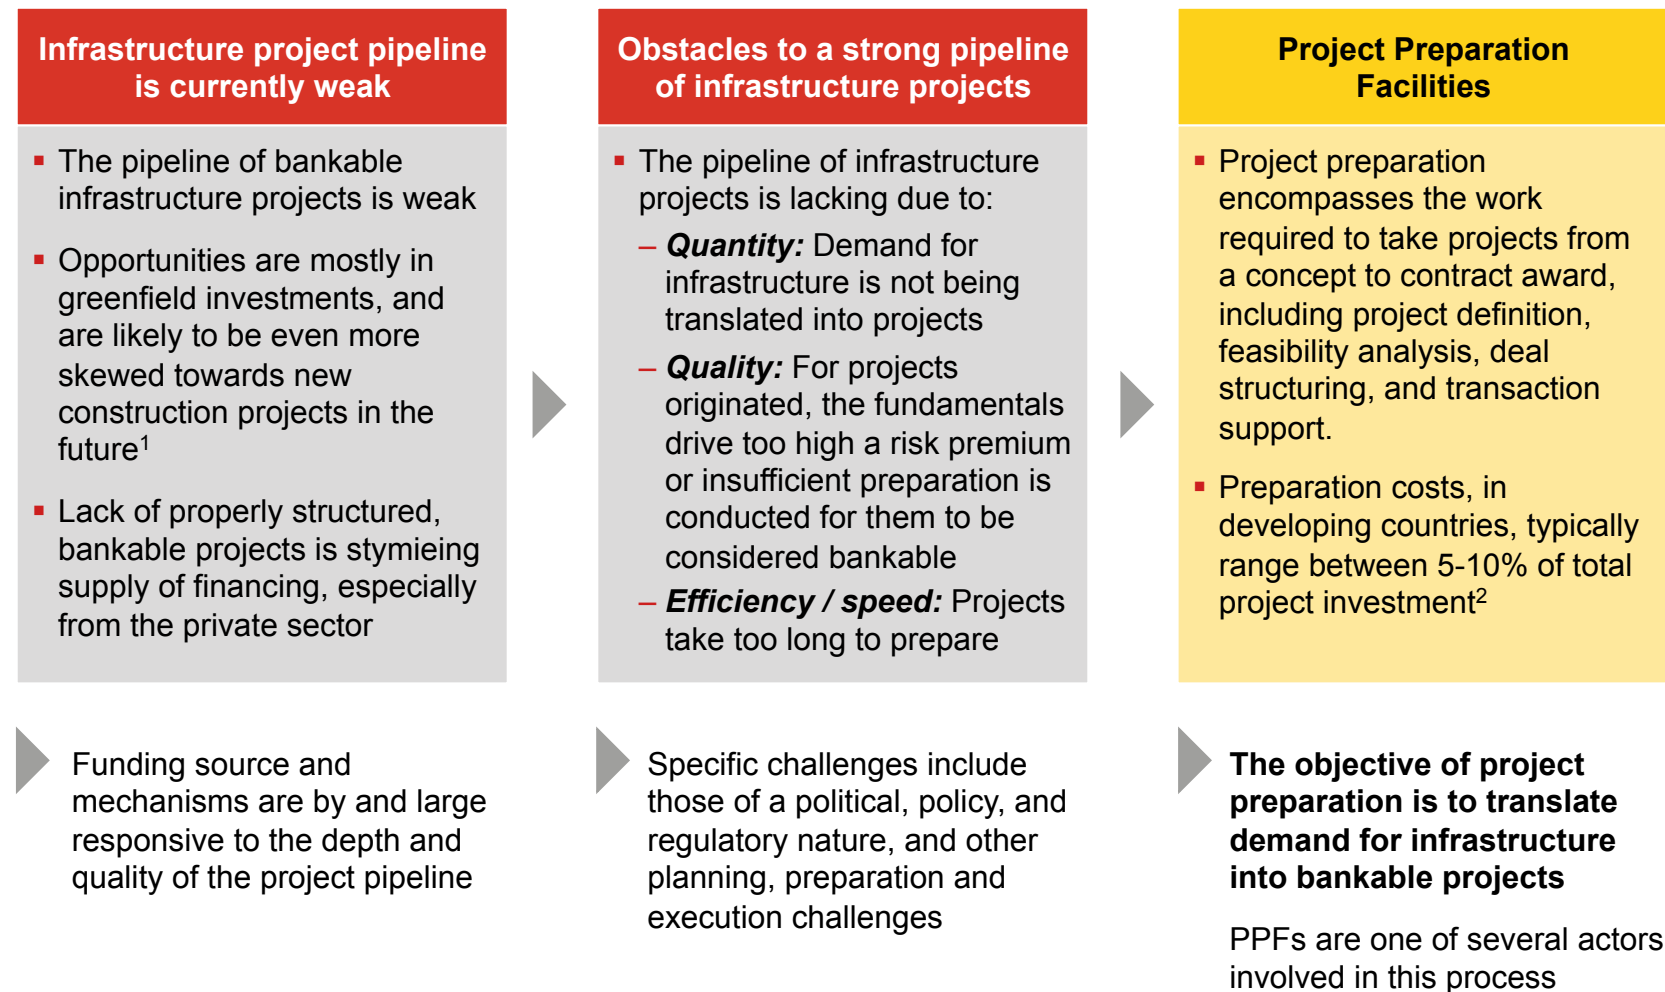 Infrastructure project pipeline
is currently weak
▪ The pipeline of bankable
infrastructure projects is weak
▪ Opportunities are mostly in
greenfield investments, and
are likely to be even more
skewed towards new
construction projects in the
future¹
▪ Lack of properly structured,
bankable projects is stymieing
supply of financing, especially
from the private sector
Funding source and
mechanisms are by and large
responsive to the depth and
quality of the project pipeline
Obstacles to a strong pipeline
of infrastructure projects
▪ The pipeline of infrastructure
projects is lacking due to:
– Quantity: Demand for
infrastructure is not being
translated into projects
– Quality: For projects
originated, the fundamentals
drive too high a risk premium
or insufficient preparation is
conducted for them to be
considered bankable
– Efficiency / speed: Projects
take too long to prepare
Specific challenges include
those of a political, policy, and
regulatory nature, and other
planning, preparation and
execution challenges
Project Preparation
Facilities
▪ Project preparation
encompasses the work
required to take projects from
a concept to contract award,
including project definition,
feasibility analysis, deal
structuring, and transaction
support.
▪ Preparation costs, in
developing countries, typically
range between 5-10% of total
project investment²
The objective of project
preparation is to translate
demand for infrastructure
into bankable projects
PPFs are one of several actors
involved in this process